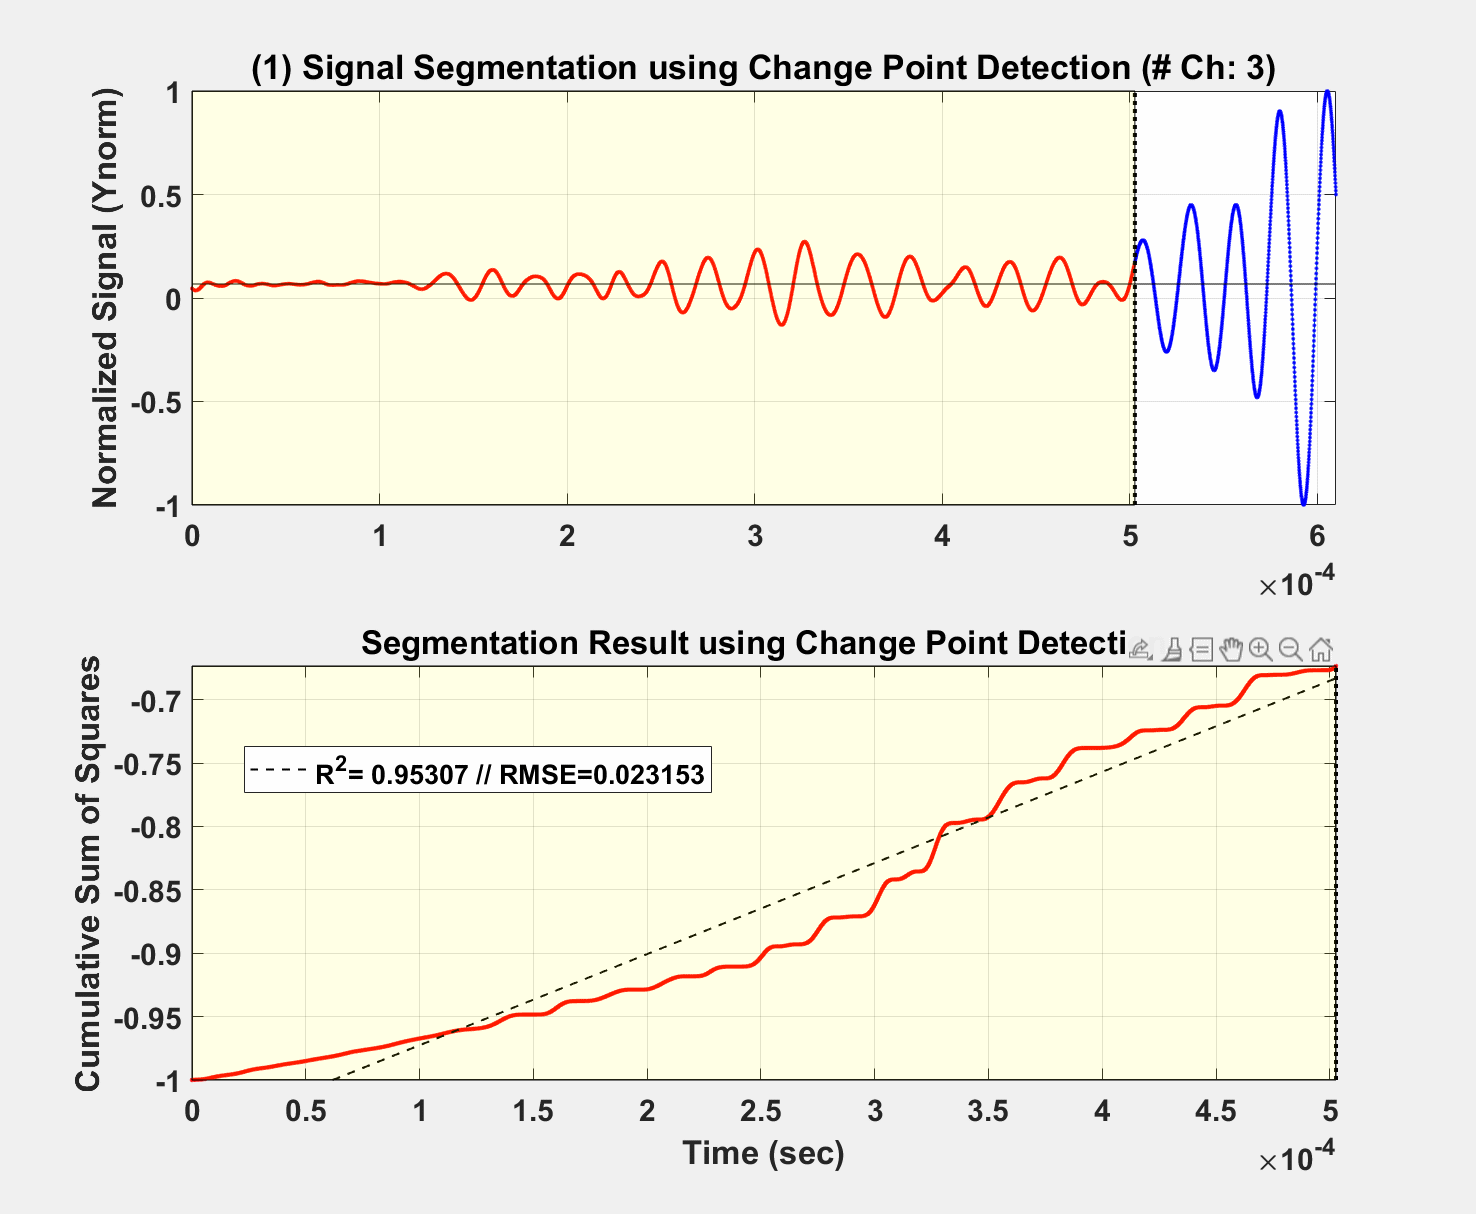 (1) Signal Segmentation using Change Point Detection (# Ch: 3)
Normalized Signal (Ynorm)
1
0.5
0
-0.5
-1
0 1 2 3 4 5 6
×10-4
Segmentation Result using Change Point Detecti
Cumulative Sum of Squares
-0.7
-0.75
-0.8
-0.85
-0.9
-0.95
-1
R2= 0.95307 // RMSE=0.023153
0 0.5 1 1.5 2 2.5 3 3.5 4 4.5 5
Time (sec)
×10-4